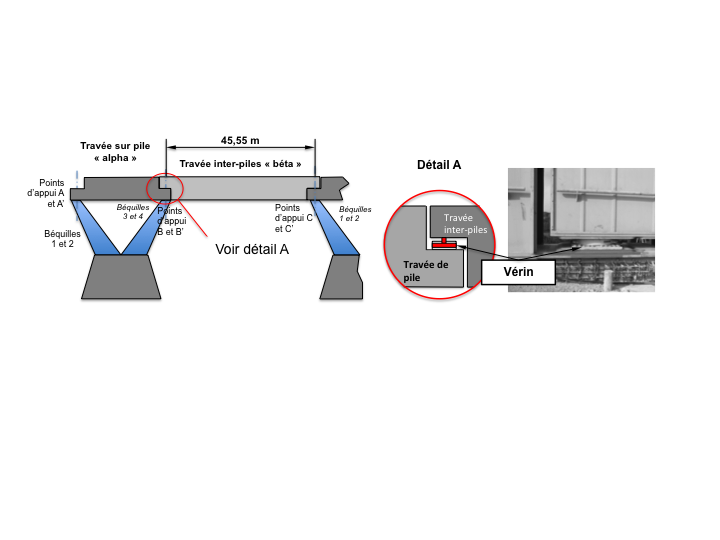 45,55 m
Travée sur pile
« alpha »
Travée inter-piles « béta »
Points
d'appui A
et A'
Béquilles
1 et 2
Béquilles
3 et 4
Points
d'appui
B et B'
Points
d'appui C
et C'
Béquilles
1 et 2
Voir détail A
Détail A
Travée
inter-piles
Travée de
pile
Vérin